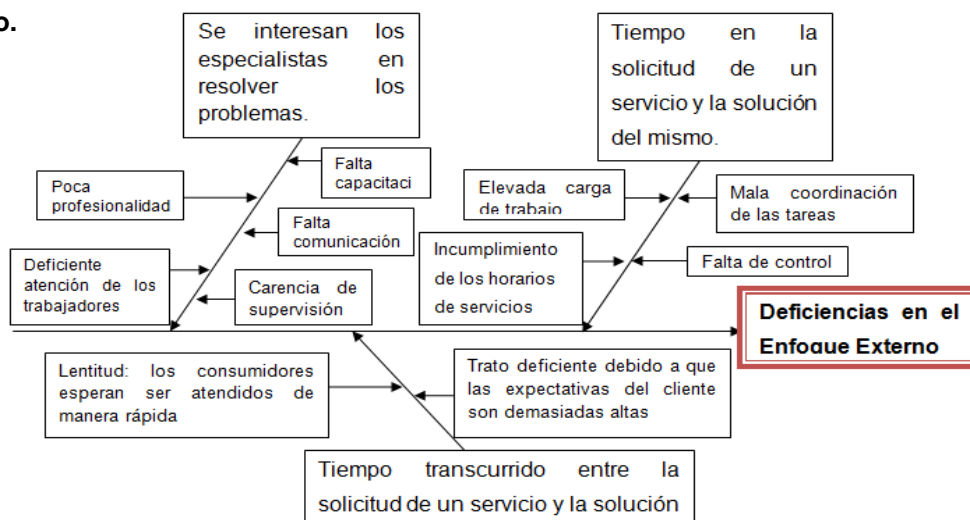 o.
Se interesan los
especialistas en
resolver los
problemas.
Tiempo en la
solicitud de un
servicio y la solución
del mismo.
Falta
capacitaci
Poca
profesionalidad
Falta
comunicación
Deficiente
atención de los
trabajadores
Carencia de
supervisión
Elevada carga
de trabajo
Mala coordinación
de las tareas
Incumplimiento
de los horarios
de servicios
Falta de control
Deficiencias en el
Enfoque Externo
Lentitud: los consumidores
esperan ser atendidos de
manera rápida
Trato deficiente debido a que
las expectativas del cliente
son demasiadas altas
Tiempo transcurrido entre la
solicitud de un servicio y la solución